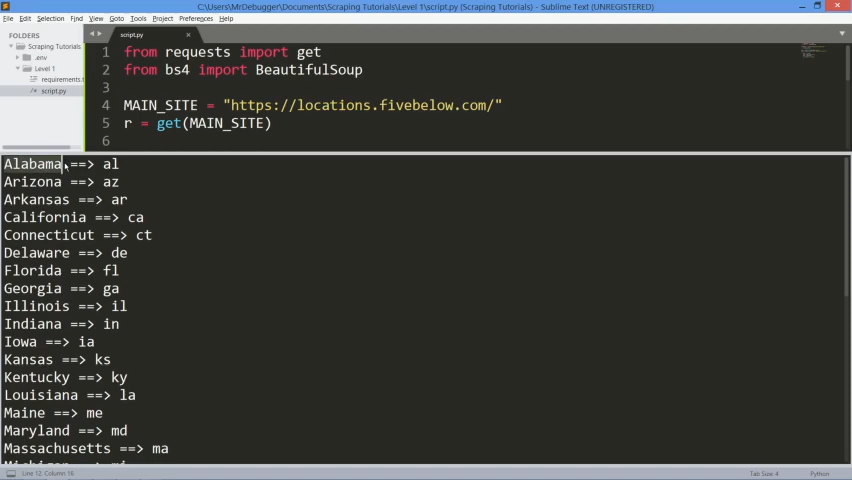 C:\Users\MrDebugger\Documents\Scraping Tutorials\Level 1\script.py - Sublime Text (UNREGISTERED)
File Edit Selection Find View Goto Tools Project Preferences Help
FOLDERS
Scraping Tutorials
.env
Level 1
requirements.t
script.py
script.py ×
1 from requests import get
2 from bs4 import BeautifulSoup
3
4 MAIN_SITE = "https://locations.fivebelow.com/"
5 r = get(MAIN_SITE)
6
Alabama ==> al
Arizona ==> az
Arkansas ==> ar
California ==> ca
Connecticut ==> ct
Delaware ==> de
Florida ==> fl
Georgia ==> ga
Illinois ==> il
Indiana ==> in
Iowa ==> ia
Kansas ==> ks
Kentucky ==> ky
Louisiana ==> la
Maine ==> me
Maryland ==> md
Massachusetts ==> ma
Michigan ==> mi
Line 12, Column 16 Tab Size: 4 Python